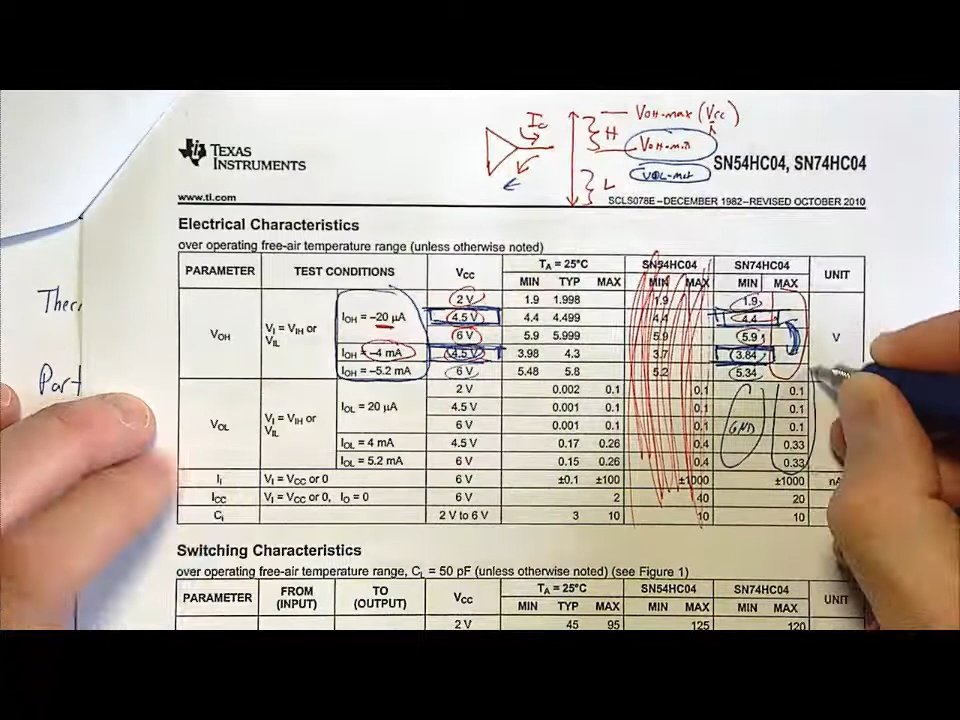 Ther
Part
TEXAS
INSTRUMENTS
www.ti.com
Ic
H
L
VOH-max (Vcc)
VOH-min
VOL-max
SN54HC04, SN74HC04
SCLS078E – DECEMBER 1982 – REVISED OCTOBER 2010
Electrical Characteristics
over operating free-air temperature range (unless otherwise noted)
PARAMETER TEST CONDITIONS VCC TA = 25°C SN54HC04 SN74HC04 UNIT
MIN TYP MAX MIN MAX MIN MAX
VOH VI = VIH or VIL IOH = –20 μA 2 V 1.9 1.998 1.9 1.9 V
4.5 V 4.4 4.499 4.4 4.4
6 V 5.9 5.999 5.9 5.9
IOH = –4 mA 4.5 V 3.98 4.3 3.7 3.84
IOH = –5.2 mA 6 V 5.48 5.8 5.2 5.34
VOL VI = VIH or VIL IOL = 20 μA 2 V 0.002 0.1 0.1 0.1
4.5 V 0.001 0.1 0.1 0.1
6 V 0.001 0.1 0.1 GND 0.1
IOL = 4 mA 4.5 V 0.17 0.26 0.4 0.33
IOL = 5.2 mA 6 V 0.15 0.26 0.4 0.33
II VI = VCC or 0 6 V ±0.1 ±100 ±1000 ±1000 nA
ICC VI = VCC or 0, IO = 0 6 V 2 40 20
Ci 2 V to 6 V 3 10 10 10
Switching Characteristics
over operating free-air temperature range, CL = 50 pF (unless otherwise noted) (see Figure 1)
PARAMETER FROM (INPUT) TO (OUTPUT) VCC TA = 25°C SN54HC04 SN74HC04 UNIT
MIN TYP MAX MIN MAX MIN MAX
2 V 45 95 125 120